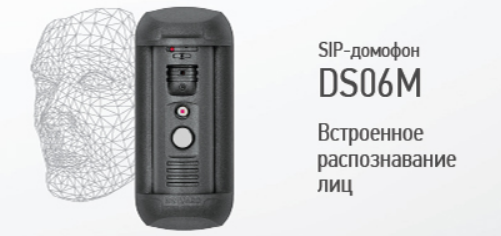 SIP-домофон
DS06M
Встроенное
распознавание
лиц